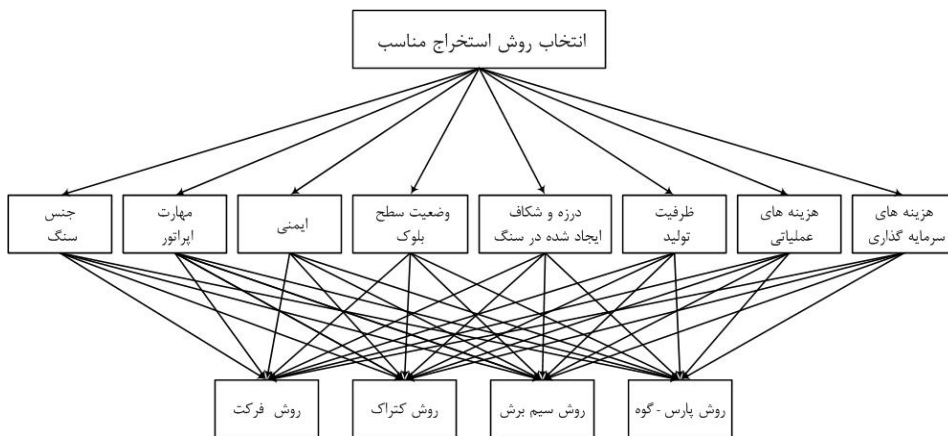 انتخاب روش استخراج مناسب
هزینه های
سرمایه گذاری
هزینه های
عملیاتی
ظرفیت
تولید
درزه و شکاف
ایجاد شده در سنگ
وضعیت سطح
بلوک
ایمنی
مهارت
اپراتور
جنس
سنگ
روش پارس - گوه
روش سیم برش
روش کتراک
روش فرکت